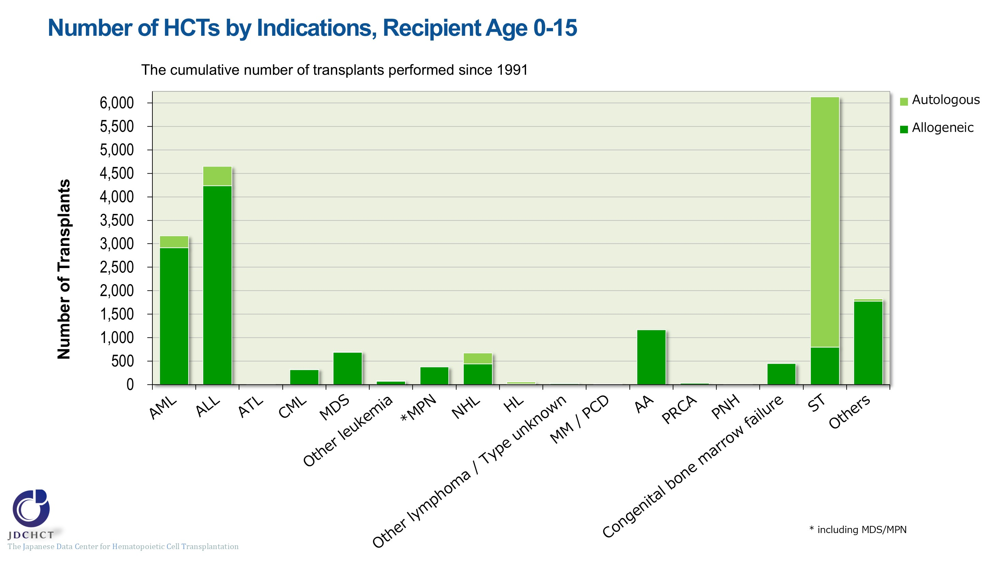 Number of HCTs by Indications, Recipient Age 0-15
The cumulative number of transplants performed since 1991
Number of Transplants
6,000
5,500
5,000
4,500
4,000
3,500
3,000
2,500
2,000
1,500
1,000
500
0
Autologous
Allogeneic
AML
ALL
ATL
CML
MDS
Other leukemia
*MPN
NHL
HL
Other lymphoma / Type unknown
MM / PCD
AA
PRCA
PNH
Congenital bone marrow failure
ST
Others
* including MDS/MPN
JDCHCT
The Japanese Data Center for Hematopoietic Cell Transplantation